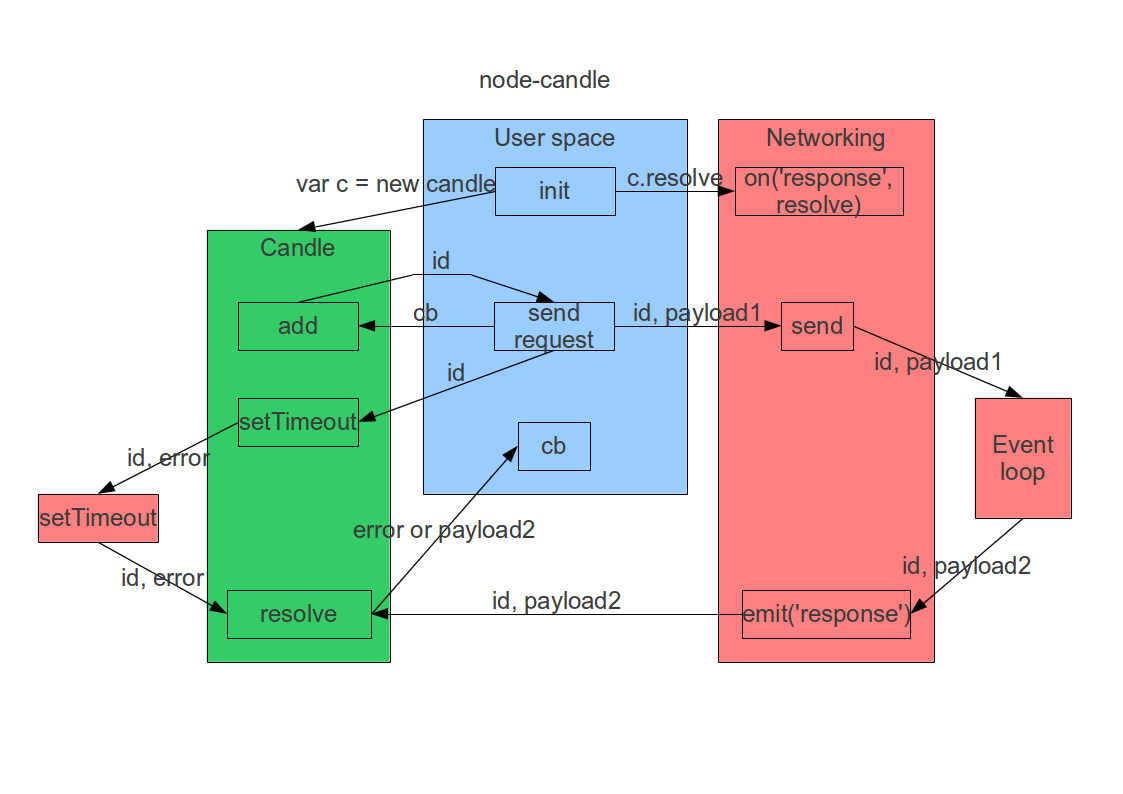 node-candle
User space
Networking
var c = new candle
init
c.resolve
on('response',
resolve)
Candle
id
add
cb
send
request
id, payload1
send
id, payload1
id
setTimeout
cb
Event
loop
id, error
setTimeout
error or payload2
id, payload2
id, error
resolve
id, payload2
emit('response')